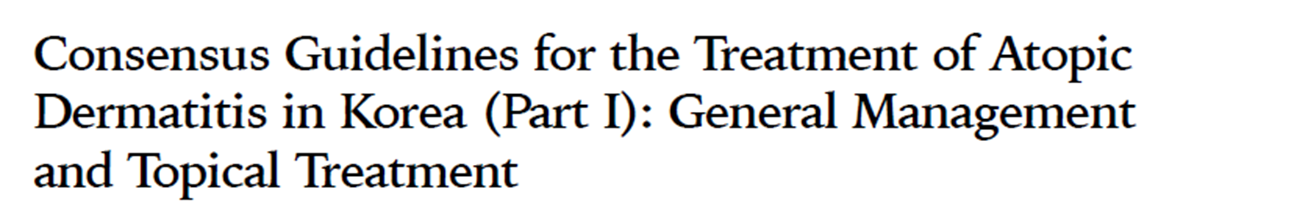 Consensus Guidelines for the Treatment of Atopic
Dermatitis in Korea (Part I): General Management
and Topical Treatment